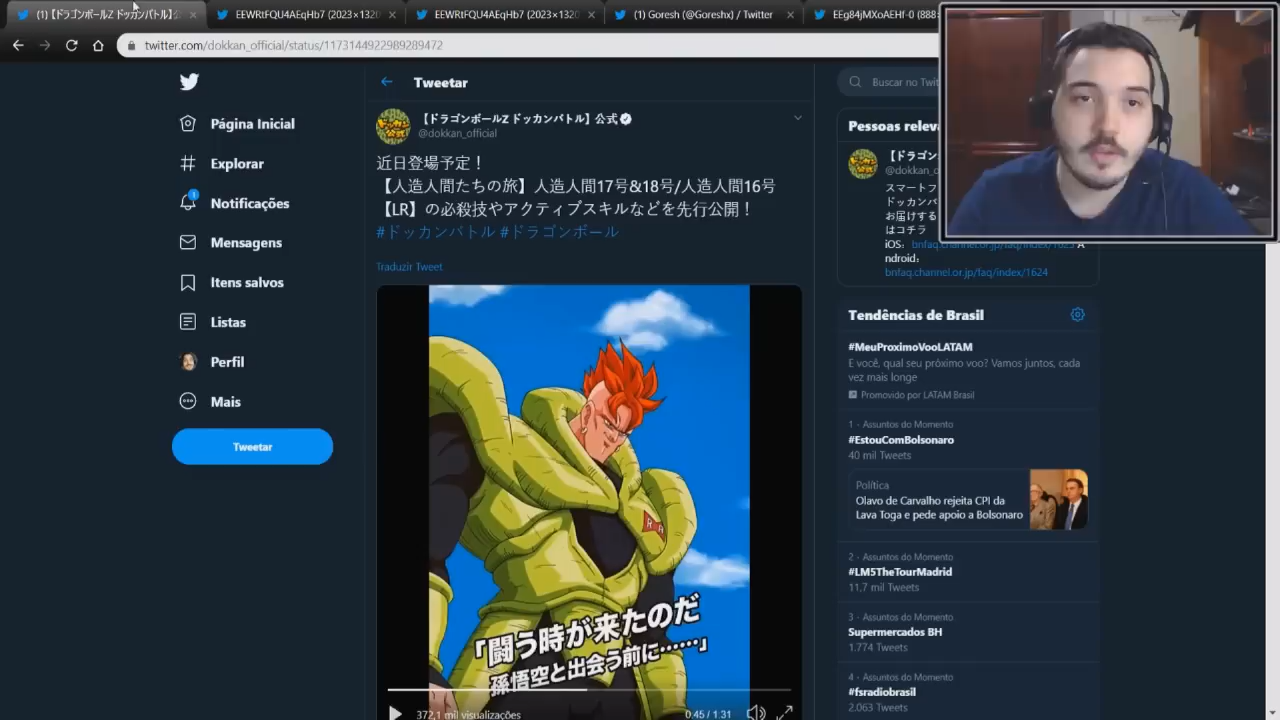 (1)【ドラゴンボールZ ドッカンバトル】公
EEWRtFQU4AEqHb7 (2023×1320
EEWRtFQU4AEqHb7 (2023×1320
(1) Goresh (@Goreshx) / Twitter
EEg84jMXoAEHf-0 (888
twitter.com/dokkan_official/status/1173144922989289472
Página Inicial
Explorar
1
Notificações
Mensagens
Itens salvos
Listas
Perfil
Mais
Tweetar
Tweetar
【ドラゴンボールZ ドッカンバトル】公式
@dokkan_official
近日登場予定！
【人造人間たちの旅】人造人間17号&18号/人造人間16号
【LR】の必殺技やアクティブスキルなどを先行公開！
#ドッカンバトル #ドラゴンボール
Traduzir Tweet
RR
「闘う時が来たのだ
孫悟空と出会う前に……」
372,1 mil visualizações
0:45 / 1:31
Buscar no Twit
Pessoas releva
【ドラゴン
@dokkan_o
スマートフ
ドッカンバ
お届けする
はコチラ
iOS: bnfaq.channel.or.jp/faq/index/1623 A
ndroid:
bnfaq.channel.or.jp/faq/index/1624
Tendências de Brasil
#MeuProximoVooLATAM
E você, qual seu próximo voo? Vamos juntos, cada
vez mais longe
Promovido por LATAM Brasil
1 · Assuntos do Momento
#EstouComBolsonaro
40 mil Tweets
Política
Olavo de Carvalho rejeita CPI da
Lava Toga e pede apoio a Bolsonaro
2 · Assuntos do Momento
#LM5TheTourMadrid
11,7 mil Tweets
3 · Assuntos do Momento
Supermercados BH
1.774 Tweets
4 · Assuntos do Momento
#fsradiobrasil
2.063 Tweets